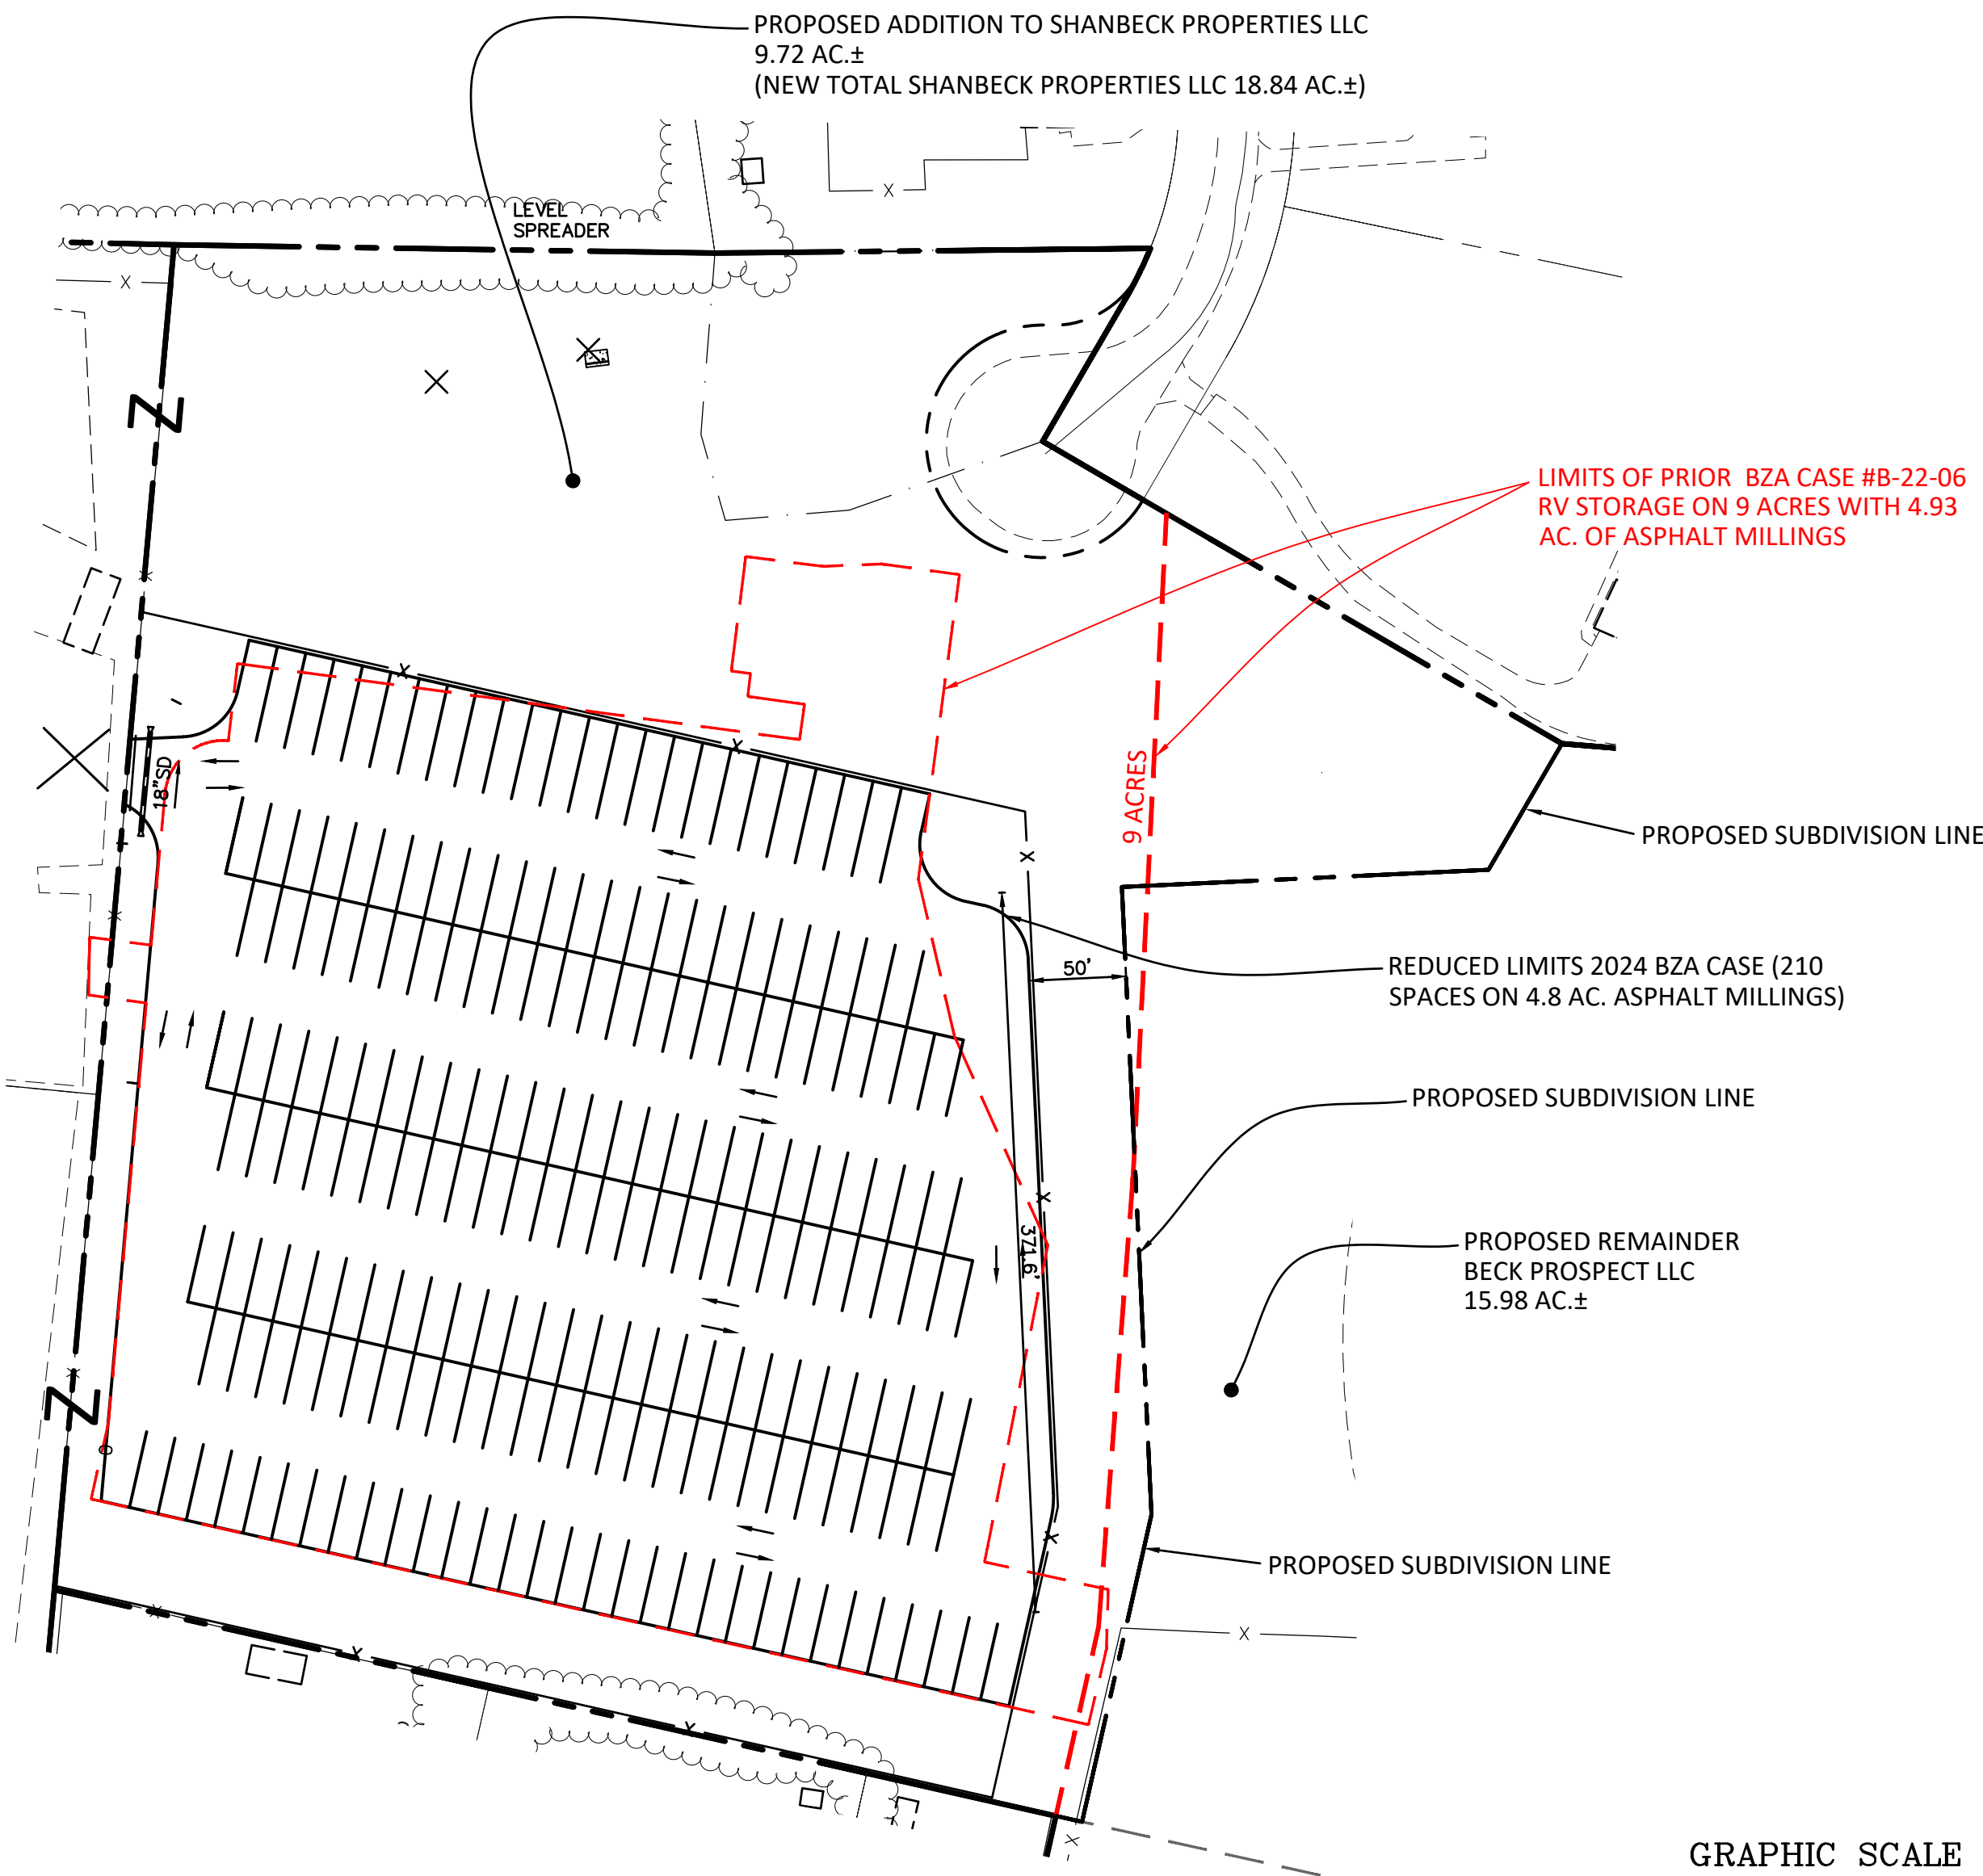 PROPOSED ADDITION TO SHANBECK PROPERTIES LLC
9.72 AC.±
(NEW TOTAL SHANBECK PROPERTIES LLC 18.84 AC.±)
LEVEL
SPREADER
LIMITS OF PRIOR BZA CASE #B-22-06
RV STORAGE ON 9 ACRES WITH 4.93
AC. OF ASPHALT MILLINGS
18"SD
9 ACRES
PROPOSED SUBDIVISION LINE
50'
REDUCED LIMITS 2024 BZA CASE (210
SPACES ON 4.8 AC. ASPHALT MILLINGS)
PROPOSED SUBDIVISION LINE
371.6'
PROPOSED REMAINDER
BECK PROSPECT LLC
15.98 AC.±
PROPOSED SUBDIVISION LINE
GRAPHIC SCALE